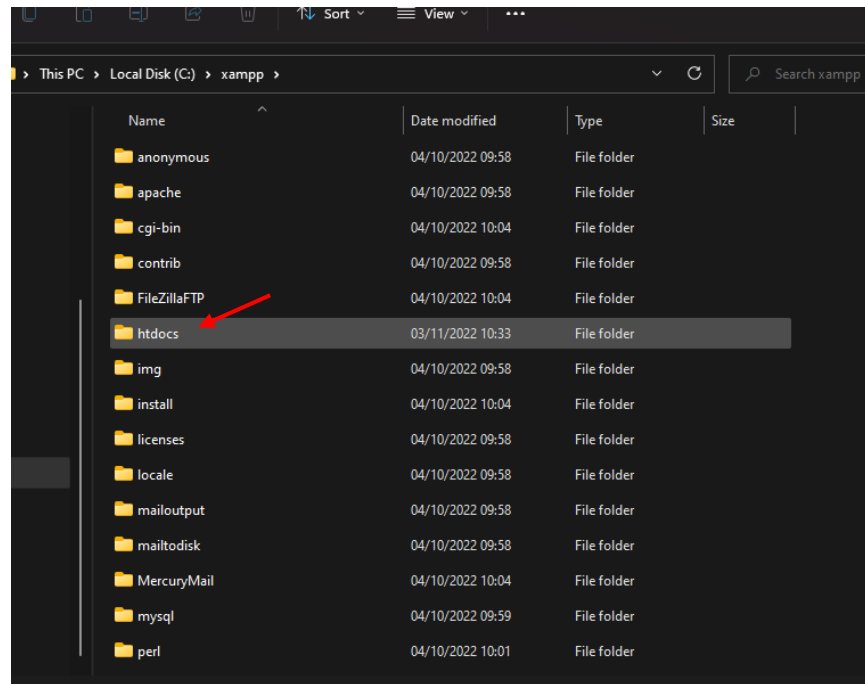 Sort View ...
This PC > Local Disk (C:) > xampp > Search xampp
Name Date modified Type Size
anonymous 04/10/2022 09:58 File folder
apache 04/10/2022 09:58 File folder
cgi-bin 04/10/2022 10:04 File folder
contrib 04/10/2022 09:58 File folder
FileZillaFTP 04/10/2022 10:04 File folder
htdocs 03/11/2022 10:33 File folder
img 04/10/2022 09:58 File folder
install 04/10/2022 10:04 File folder
licenses 04/10/2022 09:58 File folder
locale 04/10/2022 09:58 File folder
mailoutput 04/10/2022 09:58 File folder
mailtodisk 04/10/2022 09:58 File folder
MercuryMail 04/10/2022 10:04 File folder
mysql 04/10/2022 09:59 File folder
perl 04/10/2022 10:01 File folder